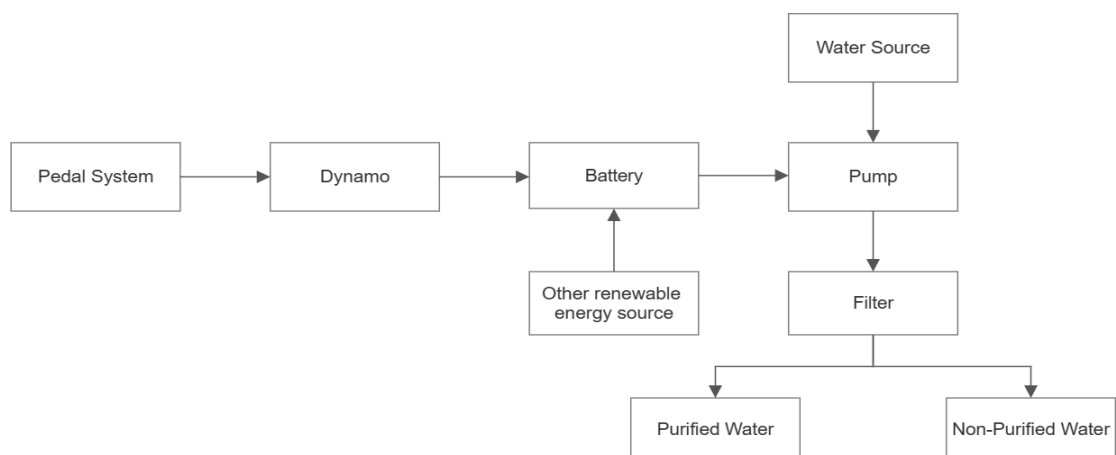 Water Source
Pedal System
Dynamo
Battery
Pump
Other renewable
energy source
Filter
Purified Water
Non-Purified Water